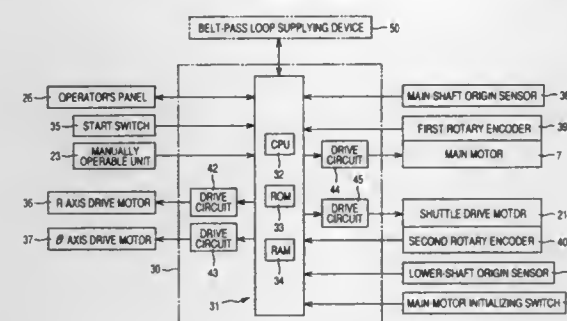 BELT-PASS LOOP SUPPLYING DEVICE
50
26
OPERATOR'S PANEL
35
START SWITCH
23
MANUALLY OPERABLE UNIT
36
R AXIS DRIVE MOTOR
37
θ AXIS DRIVE MOTOR
42
DRIVE CIRCUIT
DRIVE CIRCUIT
43
30
31
CPU
32
ROM
33
RAM
34
DRIVE CIRCUIT
44
45
DRIVE CIRCUIT
MAIN-SHAFT ORIGIN SENSOR
FIRST ROTARY ENCODER
39
MAIN MOTOR
7
SHUTTLE DRIVE MOTOR
21
SECOND ROTARY ENCODER
40
LOWER-SHAFT ORIGIN SENSOR
MAIN-MOTOR INITIALIZING SWITCH